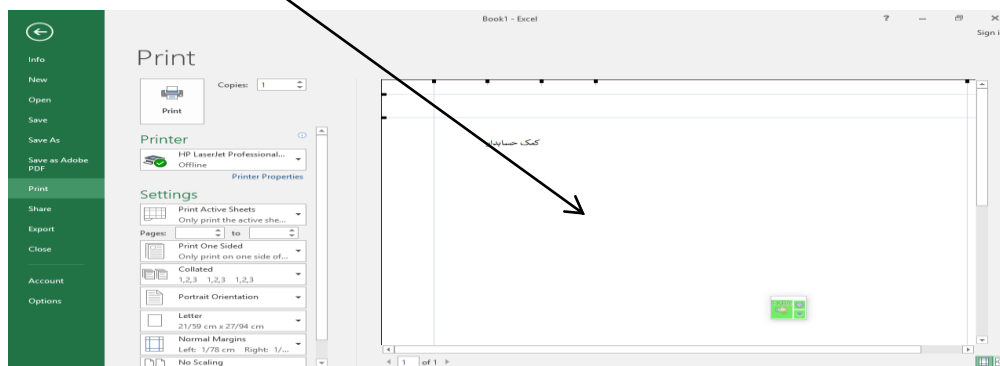 Book1 - Excel
?
Sign i
Info
New
Open
Save
Save As
Save as Adobe
PDF
Print
Share
Export
Close
Account
Options
Print
Copies: 1
Print
Printer
HP LaserJet Professional...
Offline
Printer Properties
Settings
Print Active Sheets
Only print the active she...
Pages: to
Print One Sided
Only print on one side of...
Collated
1,2,3 1,2,3 1,2,3
Portrait Orientation
Letter
21/59 cm x 27/94 cm
Normal Margins
Left: 1/78 cm Right: 1/...
No Scaling
کمک حسابدار
1 of 1